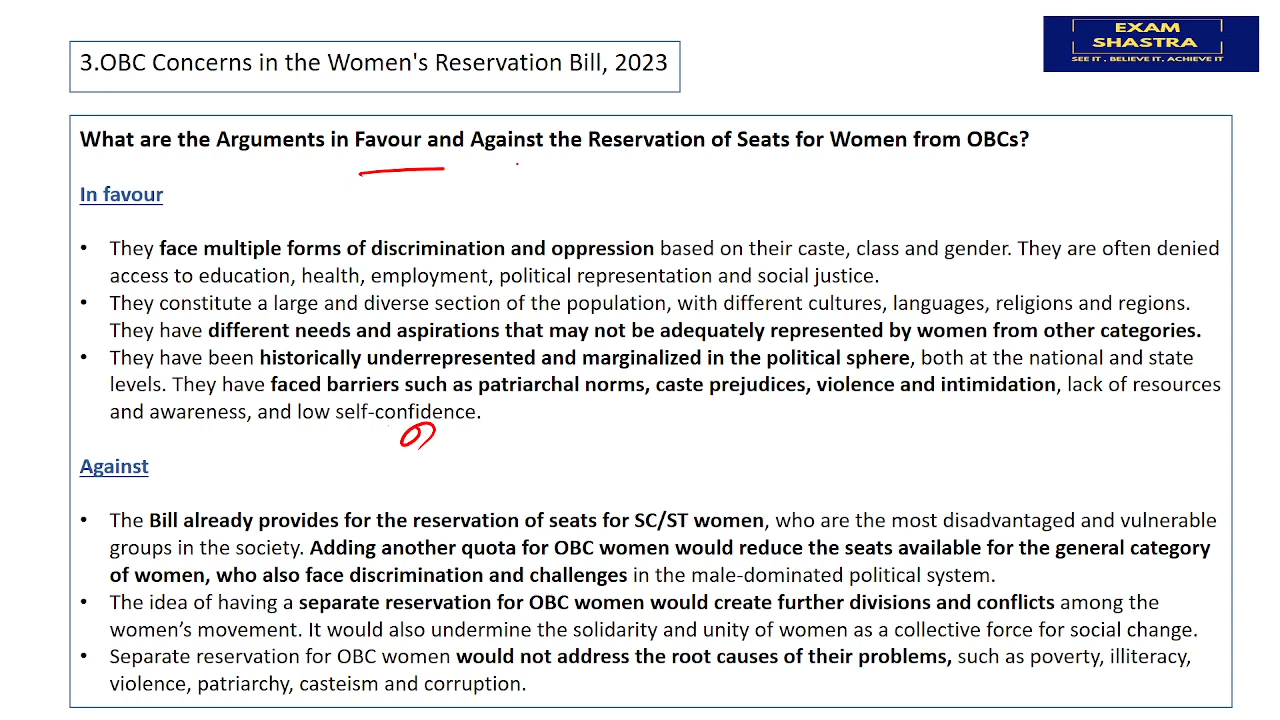 EXAM
SHASTRA
SEE IT , BELIEVE IT, ACHIEVE IT
3.OBC Concerns in the Women's Reservation Bill, 2023
What are the Arguments in Favour and Against the Reservation of Seats for Women from OBCs?
In favour
• They face multiple forms of discrimination and oppression based on their caste, class and gender. They are often denied
access to education, health, employment, political representation and social justice.
• They constitute a large and diverse section of the population, with different cultures, languages, religions and regions.
They have different needs and aspirations that may not be adequately represented by women from other categories.
• They have been historically underrepresented and marginalized in the political sphere, both at the national and state
levels. They have faced barriers such as patriarchal norms, caste prejudices, violence and intimidation, lack of resources
and awareness, and low self-confidence.
Against
• The Bill already provides for the reservation of seats for SC/ST women, who are the most disadvantaged and vulnerable
groups in the society. Adding another quota for OBC women would reduce the seats available for the general category
of women, who also face discrimination and challenges in the male-dominated political system.
• The idea of having a separate reservation for OBC women would create further divisions and conflicts among the
women’s movement. It would also undermine the solidarity and unity of women as a collective force for social change.
• Separate reservation for OBC women would not address the root causes of their problems, such as poverty, illiteracy,
violence, patriarchy, casteism and corruption.